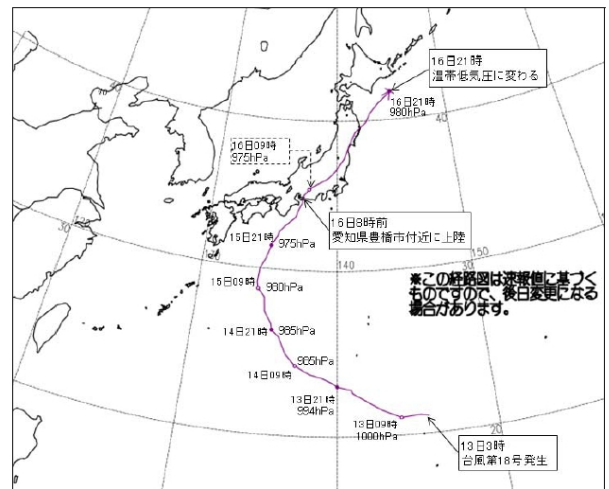 16日21時
温帯低気圧に変わる
16日21時
980hPa
40
16日09時
975hPa
16日8時前
愛知県豊橋市付近に上陸
15日21時
975hPa
30
140
30
150
※この経路図は速報値に基づく
ものですので、後日変更になる
場合があります。
15日09時
980hPa
14日21時
985hPa
985hPa
14日09時
13日21時
994hPa
13日09時
1000hPa
20
13日3時
台風第18号発生